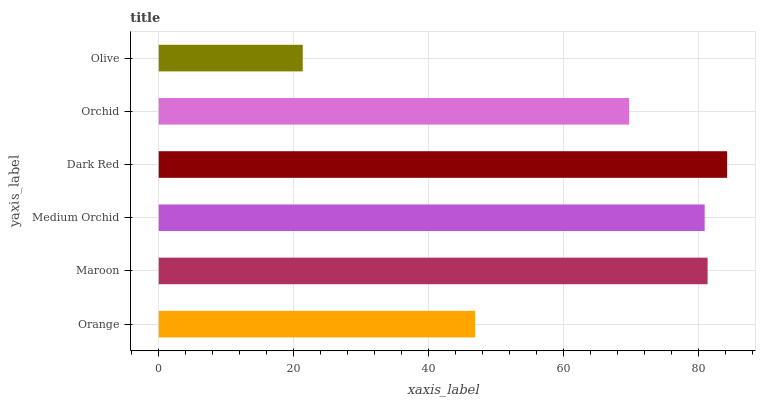 title
Olive
Orchid
Dark Red
Medium Orchid
Maroon
Orange
yaxis_label
0 20 40 60 80
xaxis_label